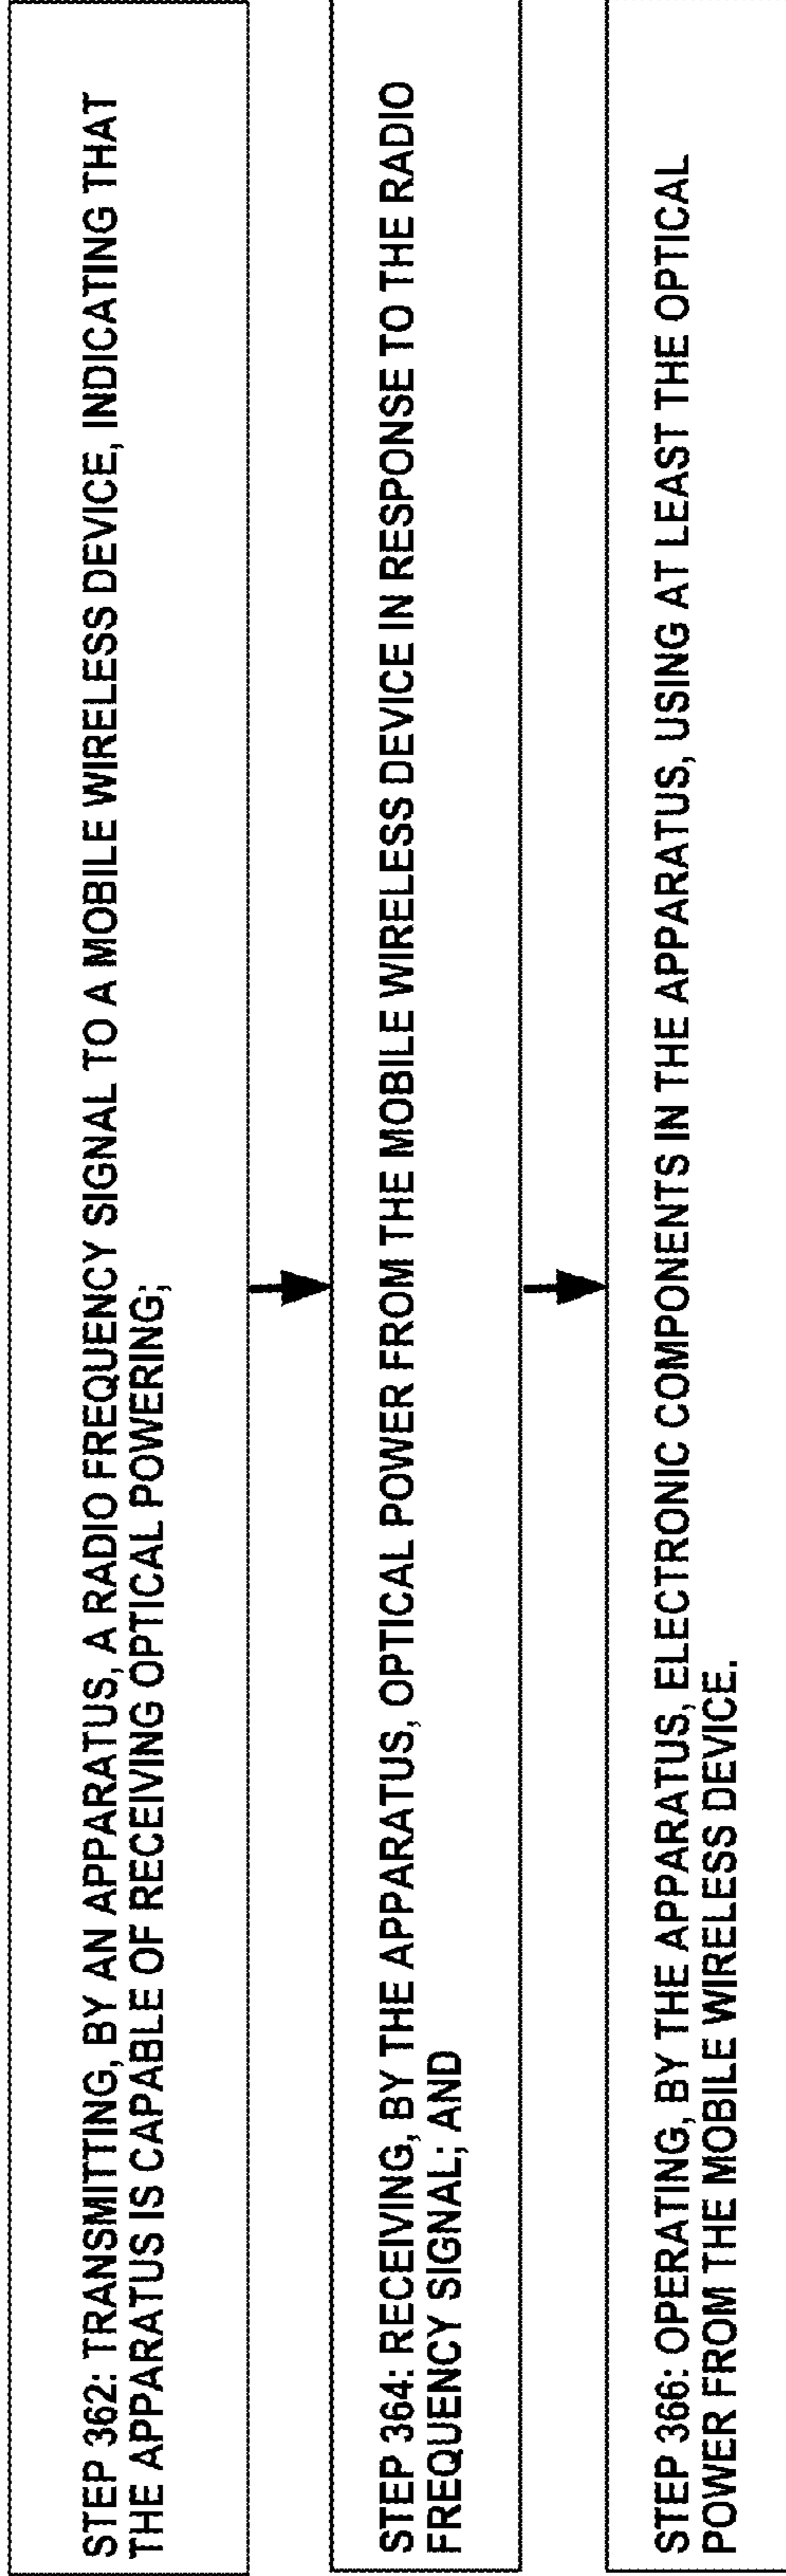 STEP 362: TRANSMITTING, BY AN APPARATUS, A RADIO FREQUENCY SIGNAL TO A MOBILE WIRELESS DEVICE, INDICATING THAT
THE APPARATUS IS CAPABLE OF RECEIVING OPTICAL POWERING;
STEP 364: RECEIVING, BY THE APPARATUS, OPTICAL POWER FROM THE MOBILE WIRELESS DEVICE IN RESPONSE TO THE RADIO
FREQUENCY SIGNAL; AND
STEP 366: OPERATING, BY THE APPARATUS, ELECTRONIC COMPONENTS IN THE APPARATUS, USING AT LEAST THE OPTICAL
POWER FROM THE MOBILE WIRELESS DEVICE.